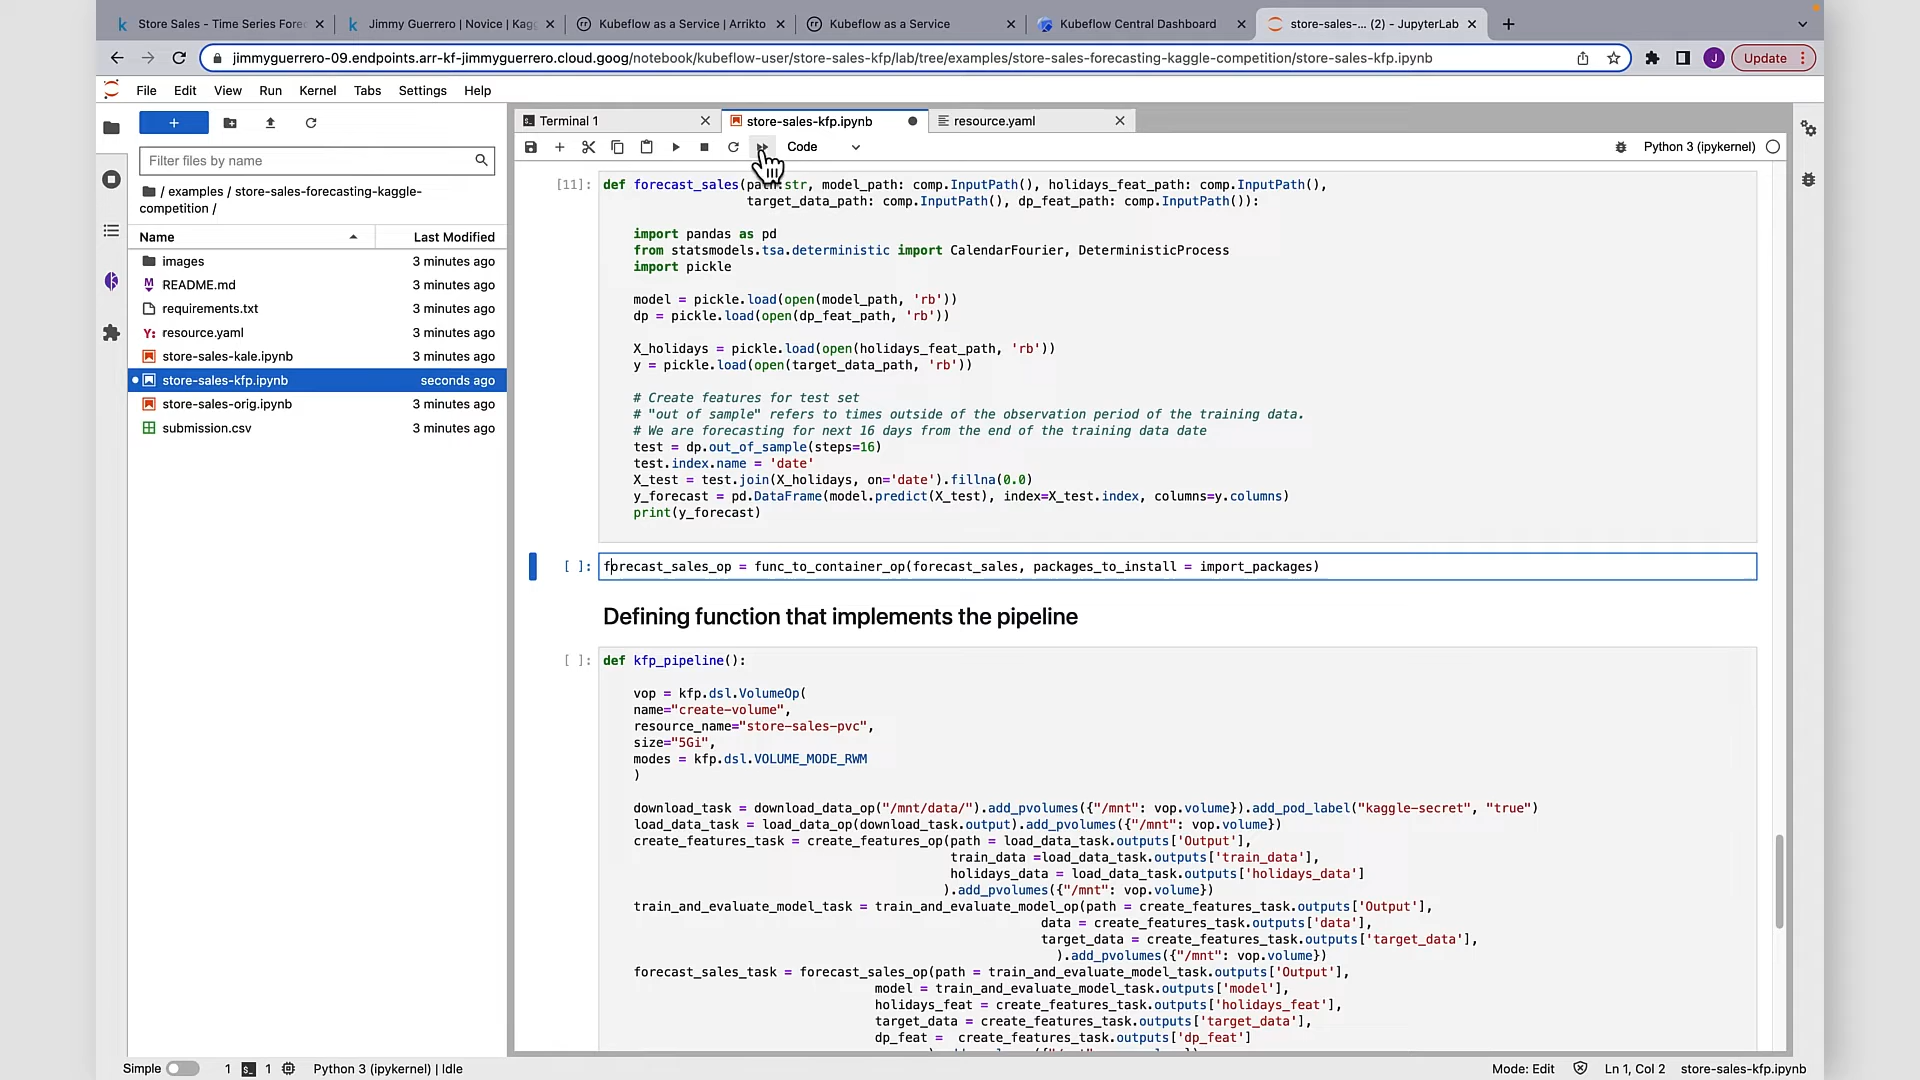 Store Sales - Time Series Fore
Jimmy Guerrero | Novice | Kagg
Kubeflow as a Service | Arrikto
Kubeflow as a Service
Kubeflow Central Dashboard
store-sales-... (2) - JupyterLab
jimmyguerrero-09.endpoints.arr-kf-jimmyguerrero.cloud.goog/notebook/kubeflow-user/store-sales-kfp/lab/tree/examples/store-sales-forecasting-kaggle-competition/store-sales-kfp.ipynb
J
Update
File Edit View Run Kernel Tabs Settings Help
Terminal 1
store-sales-kfp.ipynb
resource.yaml
Code
Python 3 (ipykernel)
Filter files by name
/ examples / store-sales-forecasting-kaggle-
competition /
Name Last Modified
images 3 minutes ago
README.md 3 minutes ago
requirements.txt 3 minutes ago
resource.yaml 3 minutes ago
store-sales-kale.ipynb 3 minutes ago
store-sales-kfp.ipynb seconds ago
store-sales-orig.ipynb 3 minutes ago
submission.csv 3 minutes ago
[11]: def forecast_sales(path:str, model_path: comp.InputPath(), holidays_feat_path: comp.InputPath(),
target_data_path: comp.InputPath(), dp_feat_path: comp.InputPath()):
import pandas as pd
from statsmodels.tsa.deterministic import CalendarFourier, DeterministicProcess
import pickle
model = pickle.load(open(model_path, 'rb'))
dp = pickle.load(open(dp_feat_path, 'rb'))
X_holidays = pickle.load(open(holidays_feat_path, 'rb'))
y = pickle.load(open(target_data_path, 'rb'))
# Create features for test set
# "out of sample" refers to times outside of the observation period of the training data.
# We are forecasting for next 16 days from the end of the training data date
test = dp.out_of_sample(steps=16)
test.index.name = 'date'
X_test = test.join(X_holidays, on='date').fillna(0.0)
y_forecast = pd.DataFrame(model.predict(X_test), index=X_test.index, columns=y.columns)
print(y_forecast)
[ ]: forecast_sales_op = func_to_container_op(forecast_sales, packages_to_install = import_packages)
Defining function that implements the pipeline
[ ]: def kfp_pipeline():
vop = kfp.dsl.VolumeOp(
name="create-volume",
resource_name="store-sales-pvc",
size="5Gi",
modes = kfp.dsl.VOLUME_MODE_RWM
)
download_task = download_data_op("/mnt/data/").add_pvolumes({"/mnt": vop.volume}).add_pod_label("kaggle-secret", "true")
load_data_task = load_data_op(download_task.output).add_pvolumes({"/mnt": vop.volume})
create_features_task = create_features_op(path = load_data_task.outputs['Output'],
train_data =load_data_task.outputs['train_data'],
holidays_data = load_data_task.outputs['holidays_data']
).add_pvolumes({"/mnt": vop.volume})
train_and_evaluate_model_task = train_and_evaluate_model_op(path = create_features_task.outputs['Output'],
data = create_features_task.outputs['data'],
target_data = create_features_task.outputs['target_data'],
).add_pvolumes({"/mnt": vop.volume})
forecast_sales_task = forecast_sales_op(path = train_and_evaluate_model_task.outputs['Output'],
model = train_and_evaluate_model_task.outputs['model'],
holidays_feat = create_features_task.outputs['holidays_feat'],
target_data = create_features_task.outputs['target_data'],
dp_feat =  create_features_task.outputs['dp_feat']
Simple 1 1 Python 3 (ipykernel) | Idle Mode: Edit Ln 1, Col 2 store-sales-kfp.ipynb